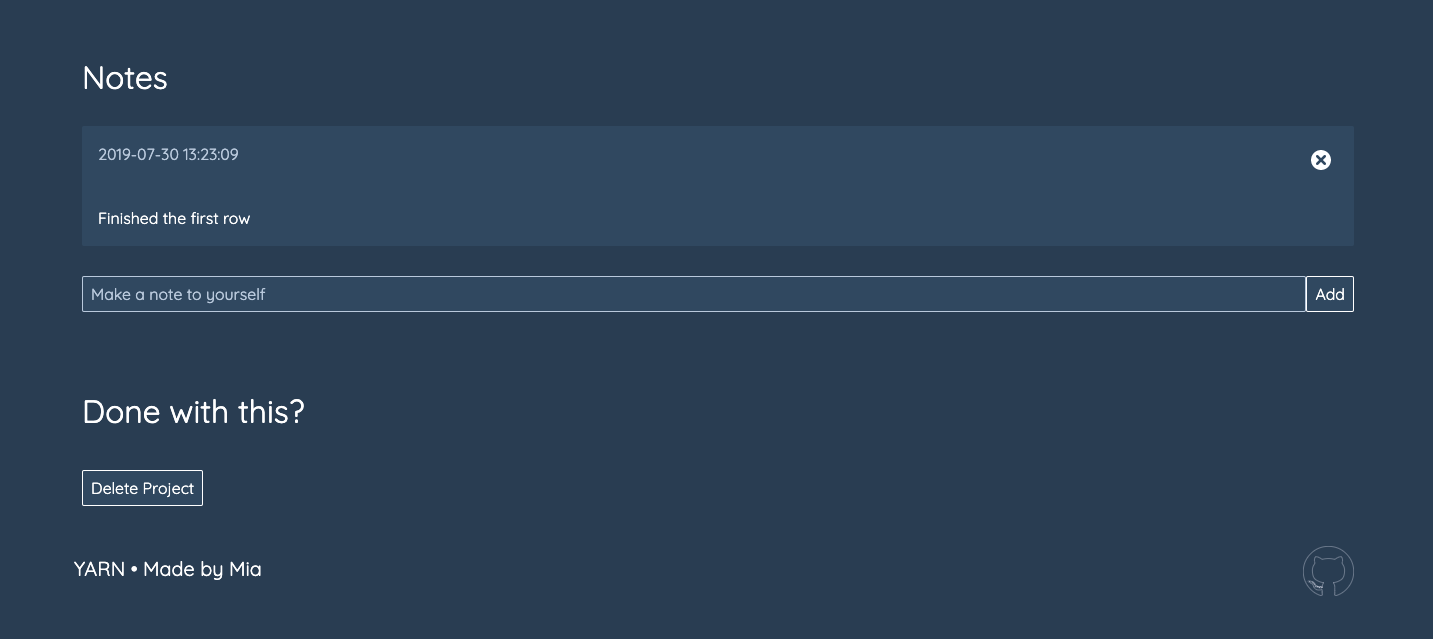 Notes
2019-07-30 13:23:09
Finished the first row
Make a note to yourself
Add
Done with this?
Delete Project
YARN • Made by Mia